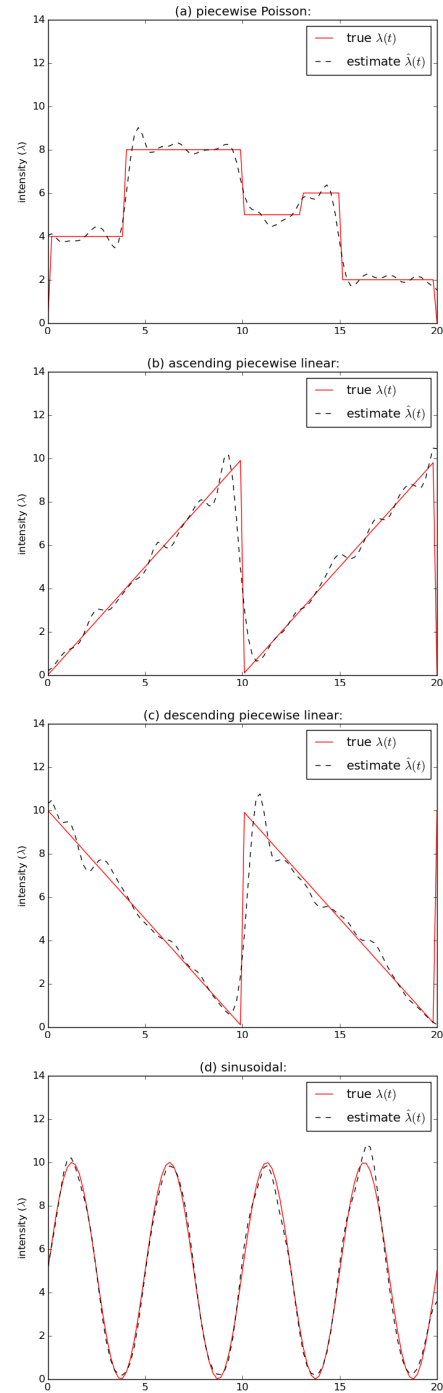 (a) piecewise Poisson:
14
12
10
8
6
4
2
0
intensity (λ)
true λ(t)
estimate λ̂(t)
0 5 10 15 20
(b) ascending piecewise linear:
14
12
10
8
6
4
2
0
intensity (λ)
true λ(t)
estimate λ̂(t)
0 5 10 15 20
(c) descending piecewise linear:
14
12
10
8
6
4
2
0
intensity (λ)
true λ(t)
estimate λ̂(t)
0 5 10 15 20
(d) sinusoidal:
14
12
10
8
6
4
2
0
intensity (λ)
true λ(t)
estimate λ̂(t)
0 5 10 15 20